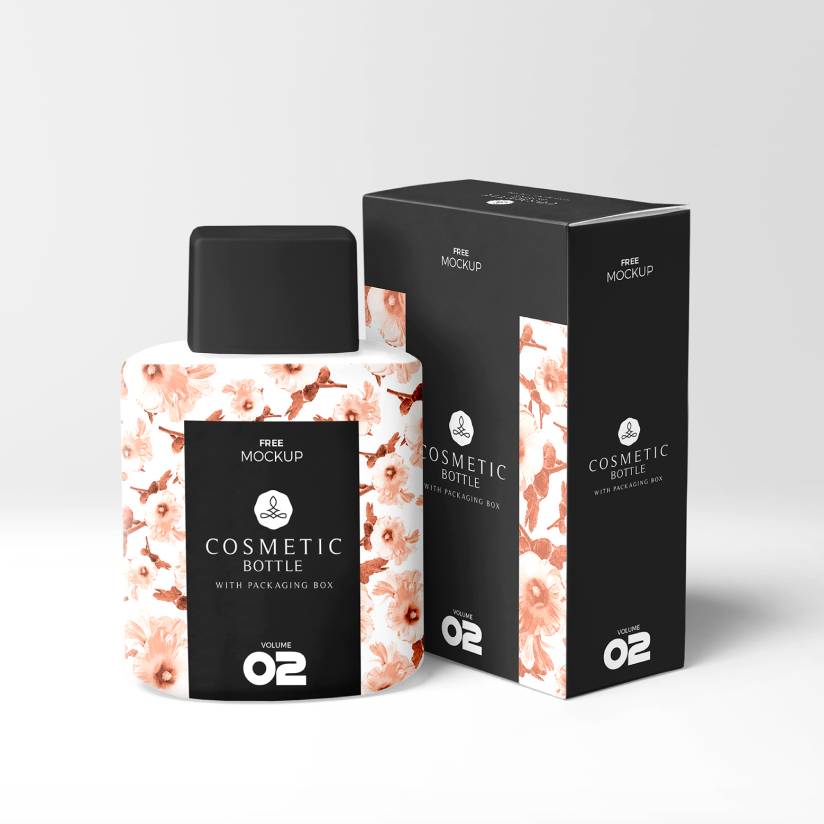 FREE
MOCKUP
COSMETIC
BOTTLE
WITH PACKAGING BOX
VOLUME
02
FREE
MOCKUP
COSMETIC
BOTTLE
WITH PACKAGING BOX
VOLUME
02
FREE
MOCKUP
COSMETIC
BOTTLE
WITH PACKAGING BOX
VOLUME
02